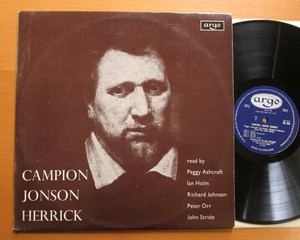 argo
CAMPION
JONSON
HERRICK
read by
Peggy Ashcroft
Ian Holm
Richard Johnson
Peter Orr
John Stride
argo